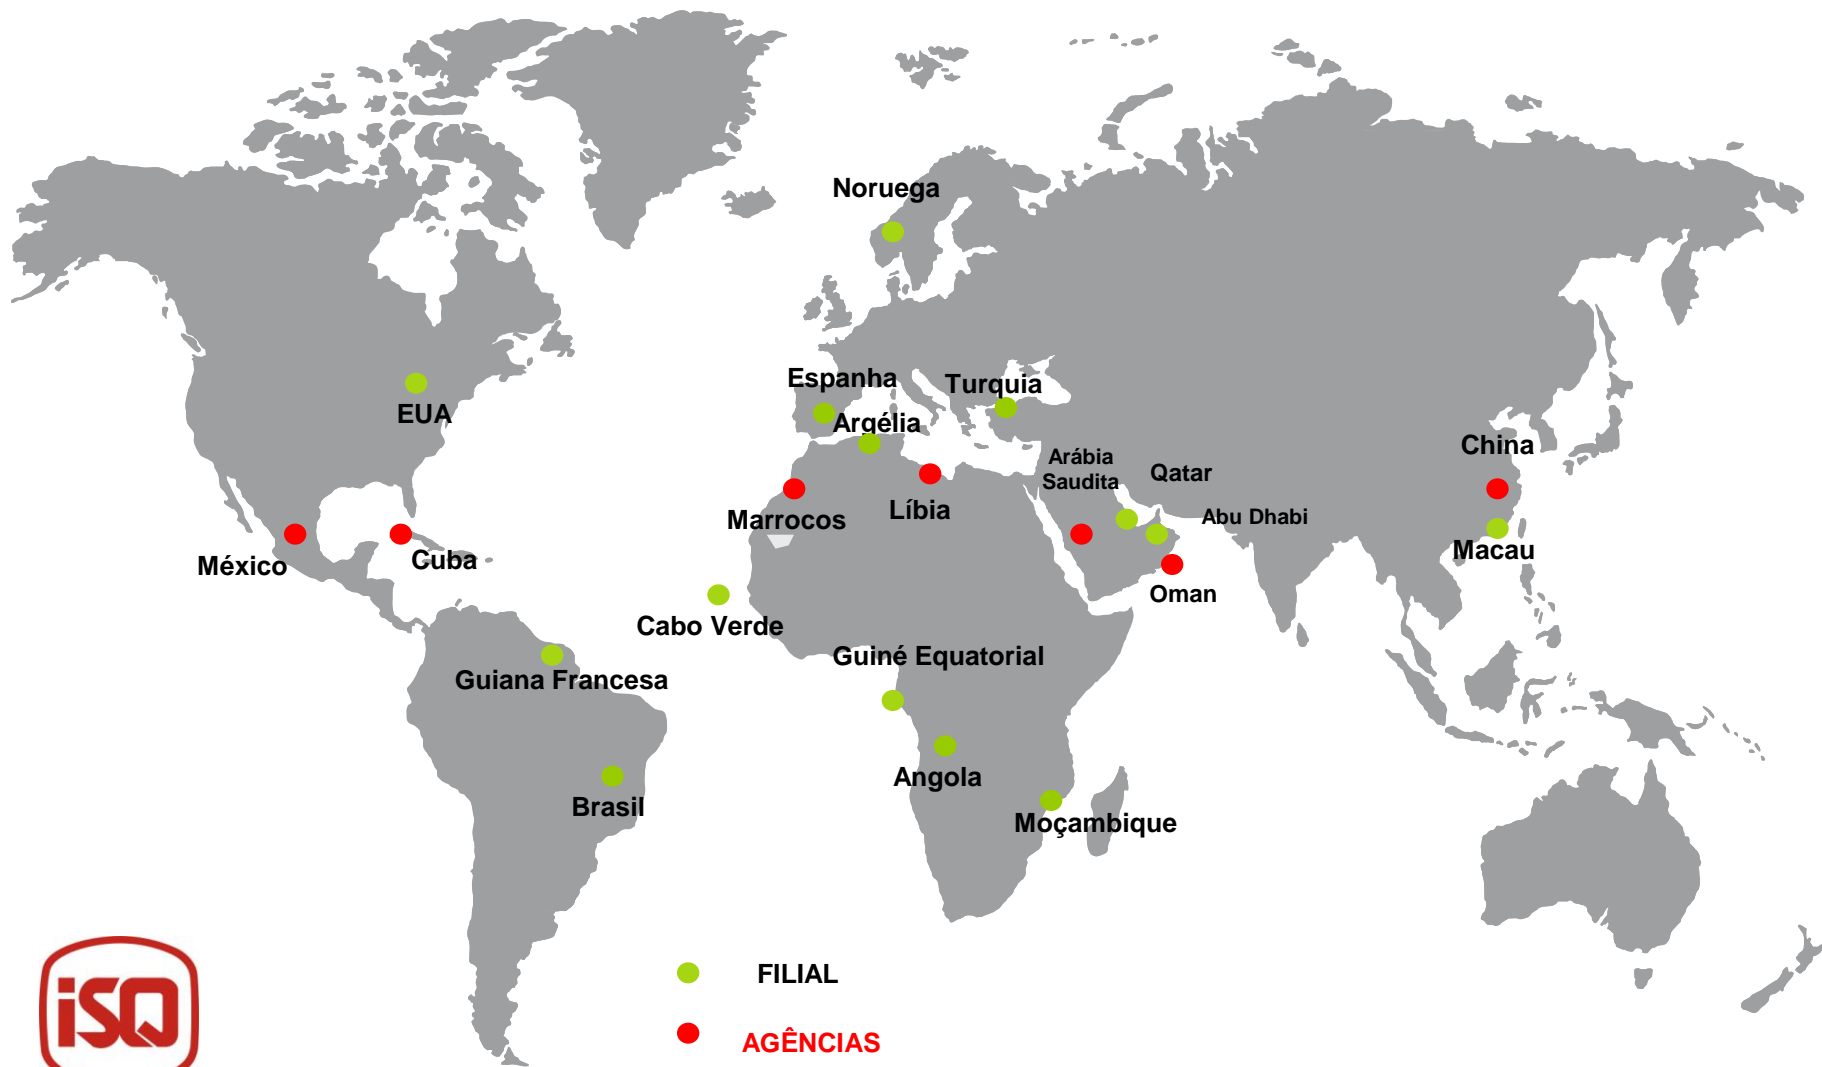 Noruega
Espanha
Turquia
EUA
Argélia
China
Arábia
Saudita
Qatar
Líbia
Marrocos
Abu Dhabi
Macau
Cuba
México
Oman
Cabo Verde
Guiné Equatorial
Guiana Francesa
Angola
Brasil
Moçambique
FILIAL
AGÊNCIAS
iSQ